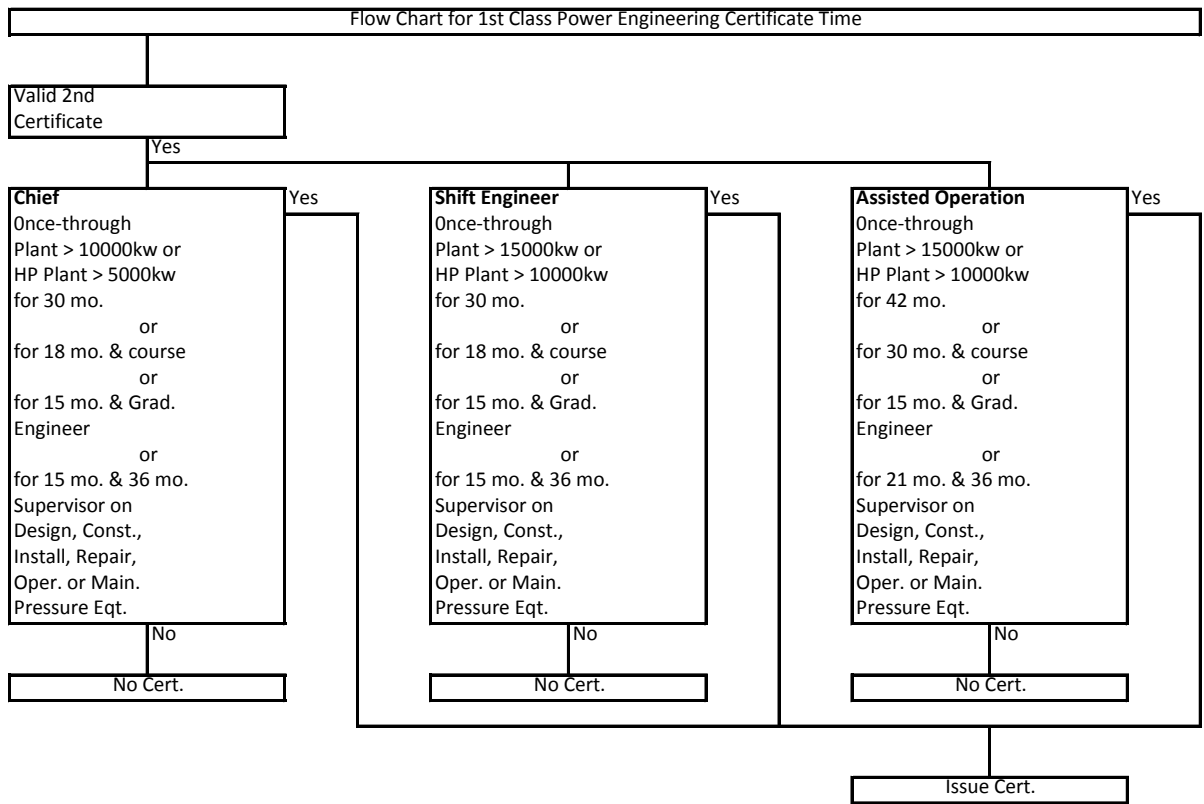 Flow Chart for 1st Class Power Engineering Certificate Time
Valid 2nd
Certificate
Yes
Chief
0nce-through
Plant > 10000kw or
HP Plant > 5000kw
for 30 mo.
or
for 18 mo. & course
or
for 15 mo. & Grad.
Engineer
or
for 15 mo. & 36 mo.
Supervisor on
Design, Const.,
Install, Repair,
Oper. or Main.
Pressure Eqt.
Yes
No
No Cert.
Shift Engineer
0nce-through
Plant > 15000kw or
HP Plant > 10000kw
for 30 mo.
or
for 18 mo. & course
or
for 15 mo. & Grad.
Engineer
or
for 15 mo. & 36 mo.
Supervisor on
Design, Const.,
Install, Repair,
Oper. or Main.
Pressure Eqt.
Yes
No
No Cert.
Assisted Operation
0nce-through
Plant > 15000kw or
HP Plant > 10000kw
for 42 mo.
or
for 30 mo. & course
or
for 15 mo. & Grad.
Engineer
or
for 21 mo. & 36 mo.
Supervisor on
Design, Const.,
Install, Repair,
Oper. or Main.
Pressure Eqt.
Yes
No
No Cert.
Issue Cert.